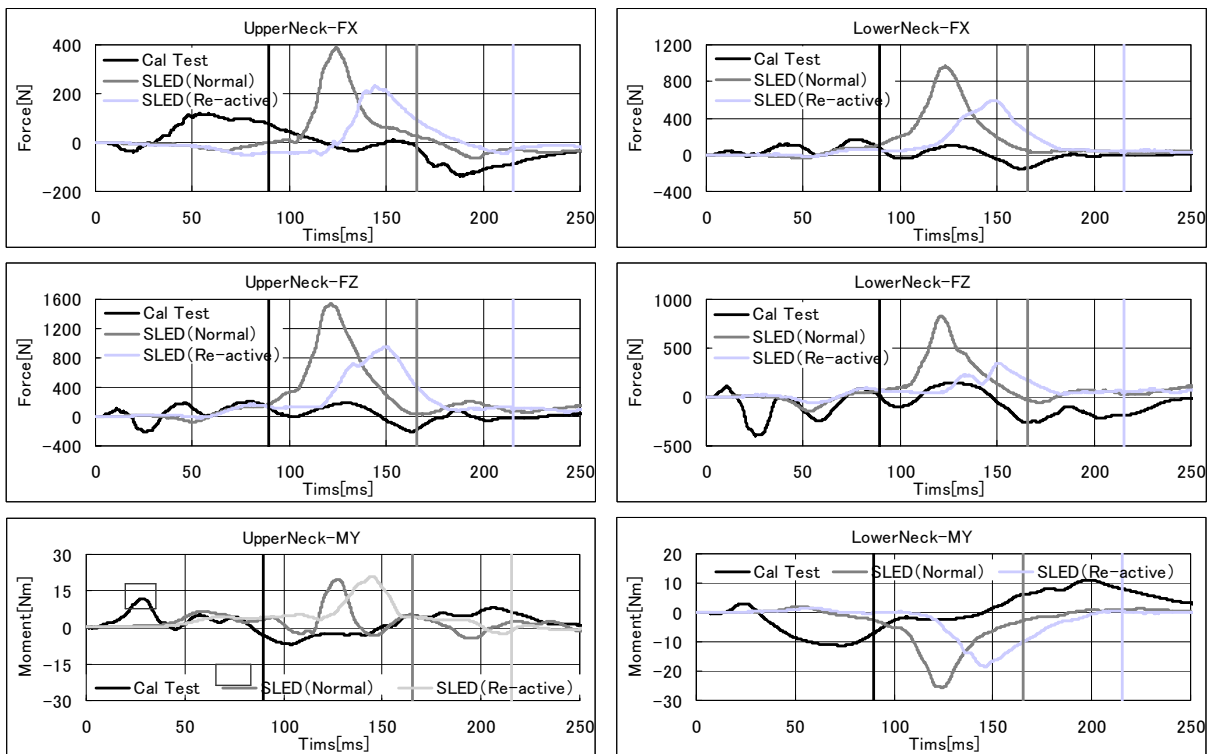 UpperNeck-FX
400
200
0
-200
Force[N]
Cal Test
SLED(Normal)
SLED(Re-active)
0 50 100 150 200 250
Tims[ms]
LowerNeck-FX
1200
800
400
0
-400
Force[N]
Cal Test
SLED(Normal)
SLED(Re-active)
0 50 100 150 200 250
Tims[ms]
UpperNeck-FZ
1600
1200
800
400
0
-400
Force[N]
Cal Test
SLED(Normal)
SLED(Re-active)
0 50 100 150 200 250
Tims[ms]
LowerNeck-FZ
1000
500
0
-500
Force[N]
Cal Test
SLED(Normal)
SLED(Re-active)
0 50 100 150 200 250
Tims[ms]
UpperNeck-MY
30
15
0
-15
-30
Moment[Nm]
Cal Test SLED(Normal) SLED(Re-active)
0 50 100 150 200 250
Tims[ms]
LowerNeck-MY
20
10
0
-10
-20
-30
Moment[Nm]
Cal Test SLED(Normal) SLED(Re-active)
0 50 100 150 200 250
Tims[ms]